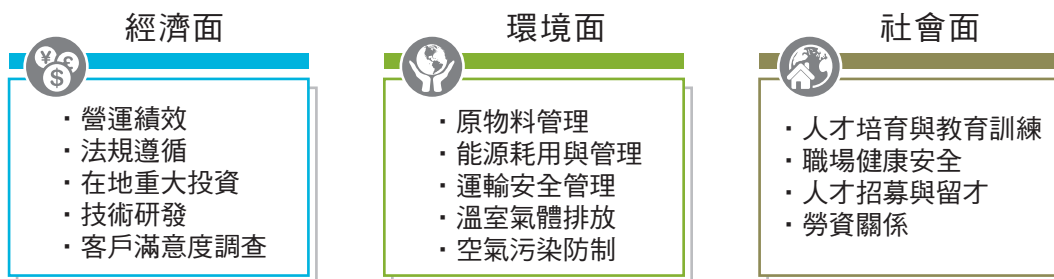 經濟面
¥
£
$
・營運績效
・法規遵循
・在地重大投資
・技術研發
・客戶滿意度調查
環境面
・原物料管理
・能源耗用與管理
・運輸安全管理
・溫室氣體排放
・空氣污染防制
社會面
・人才培育與教育訓練
・職場健康安全
・人才招募與留才
・勞資關係